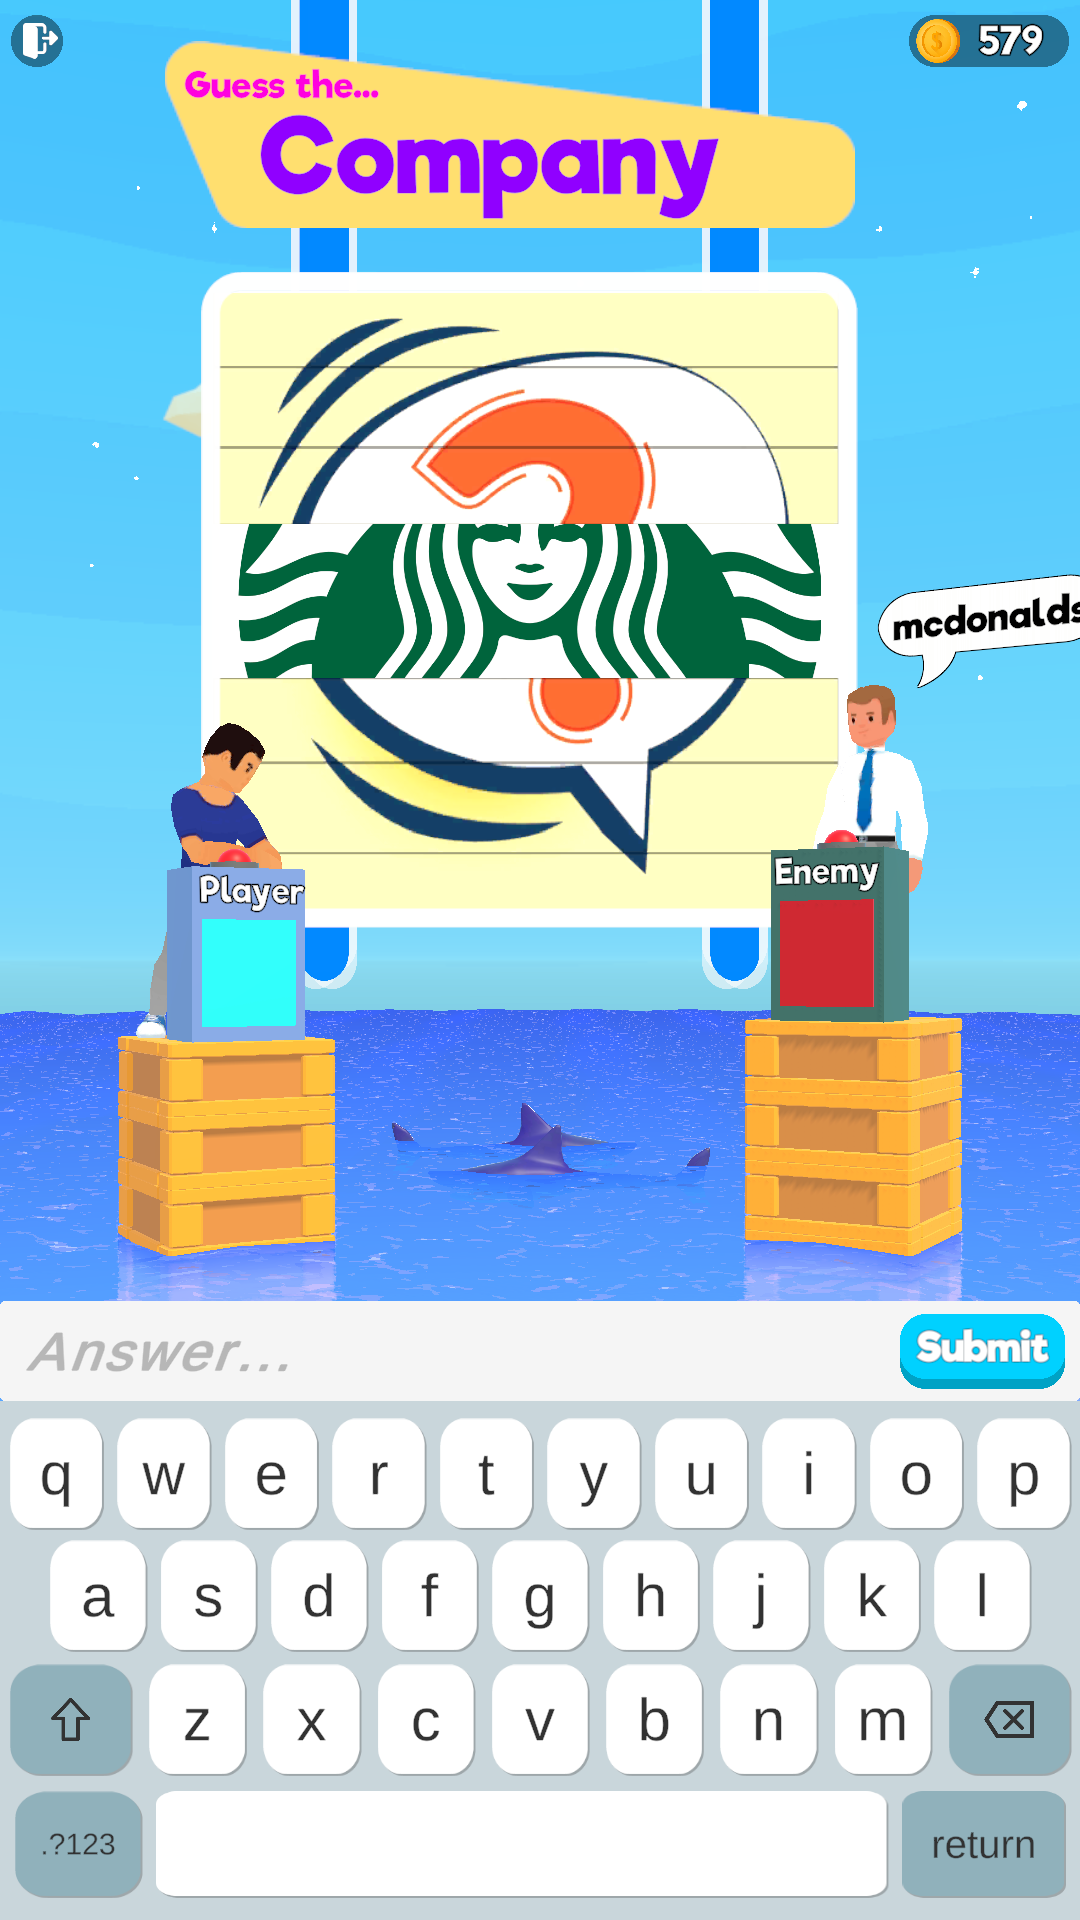 579
Guess the...
Company
mcdonalds
Player
Enemy
Answer...
Submit
q w e r t y u i o p
a s d f g h j k l
z x c v b n m
.?123
return